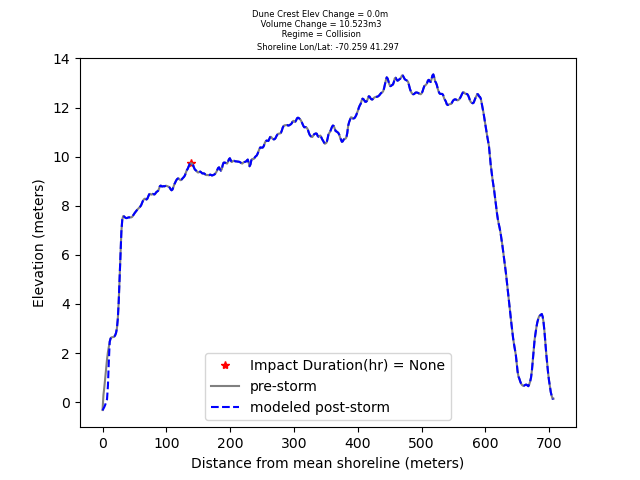 Dune Crest Elev Change = 0.0m
Volume Change = 10.523m3
Regime = Collision
Shoreline Lon/Lat: -70.259 41.297
14
12
10
8
6
4
2
0
Elevation (meters)
Impact Duration(hr) = None
pre-storm
modeled post-storm
0 100 200 300 400 500 600 700
Distance from mean shoreline (meters)